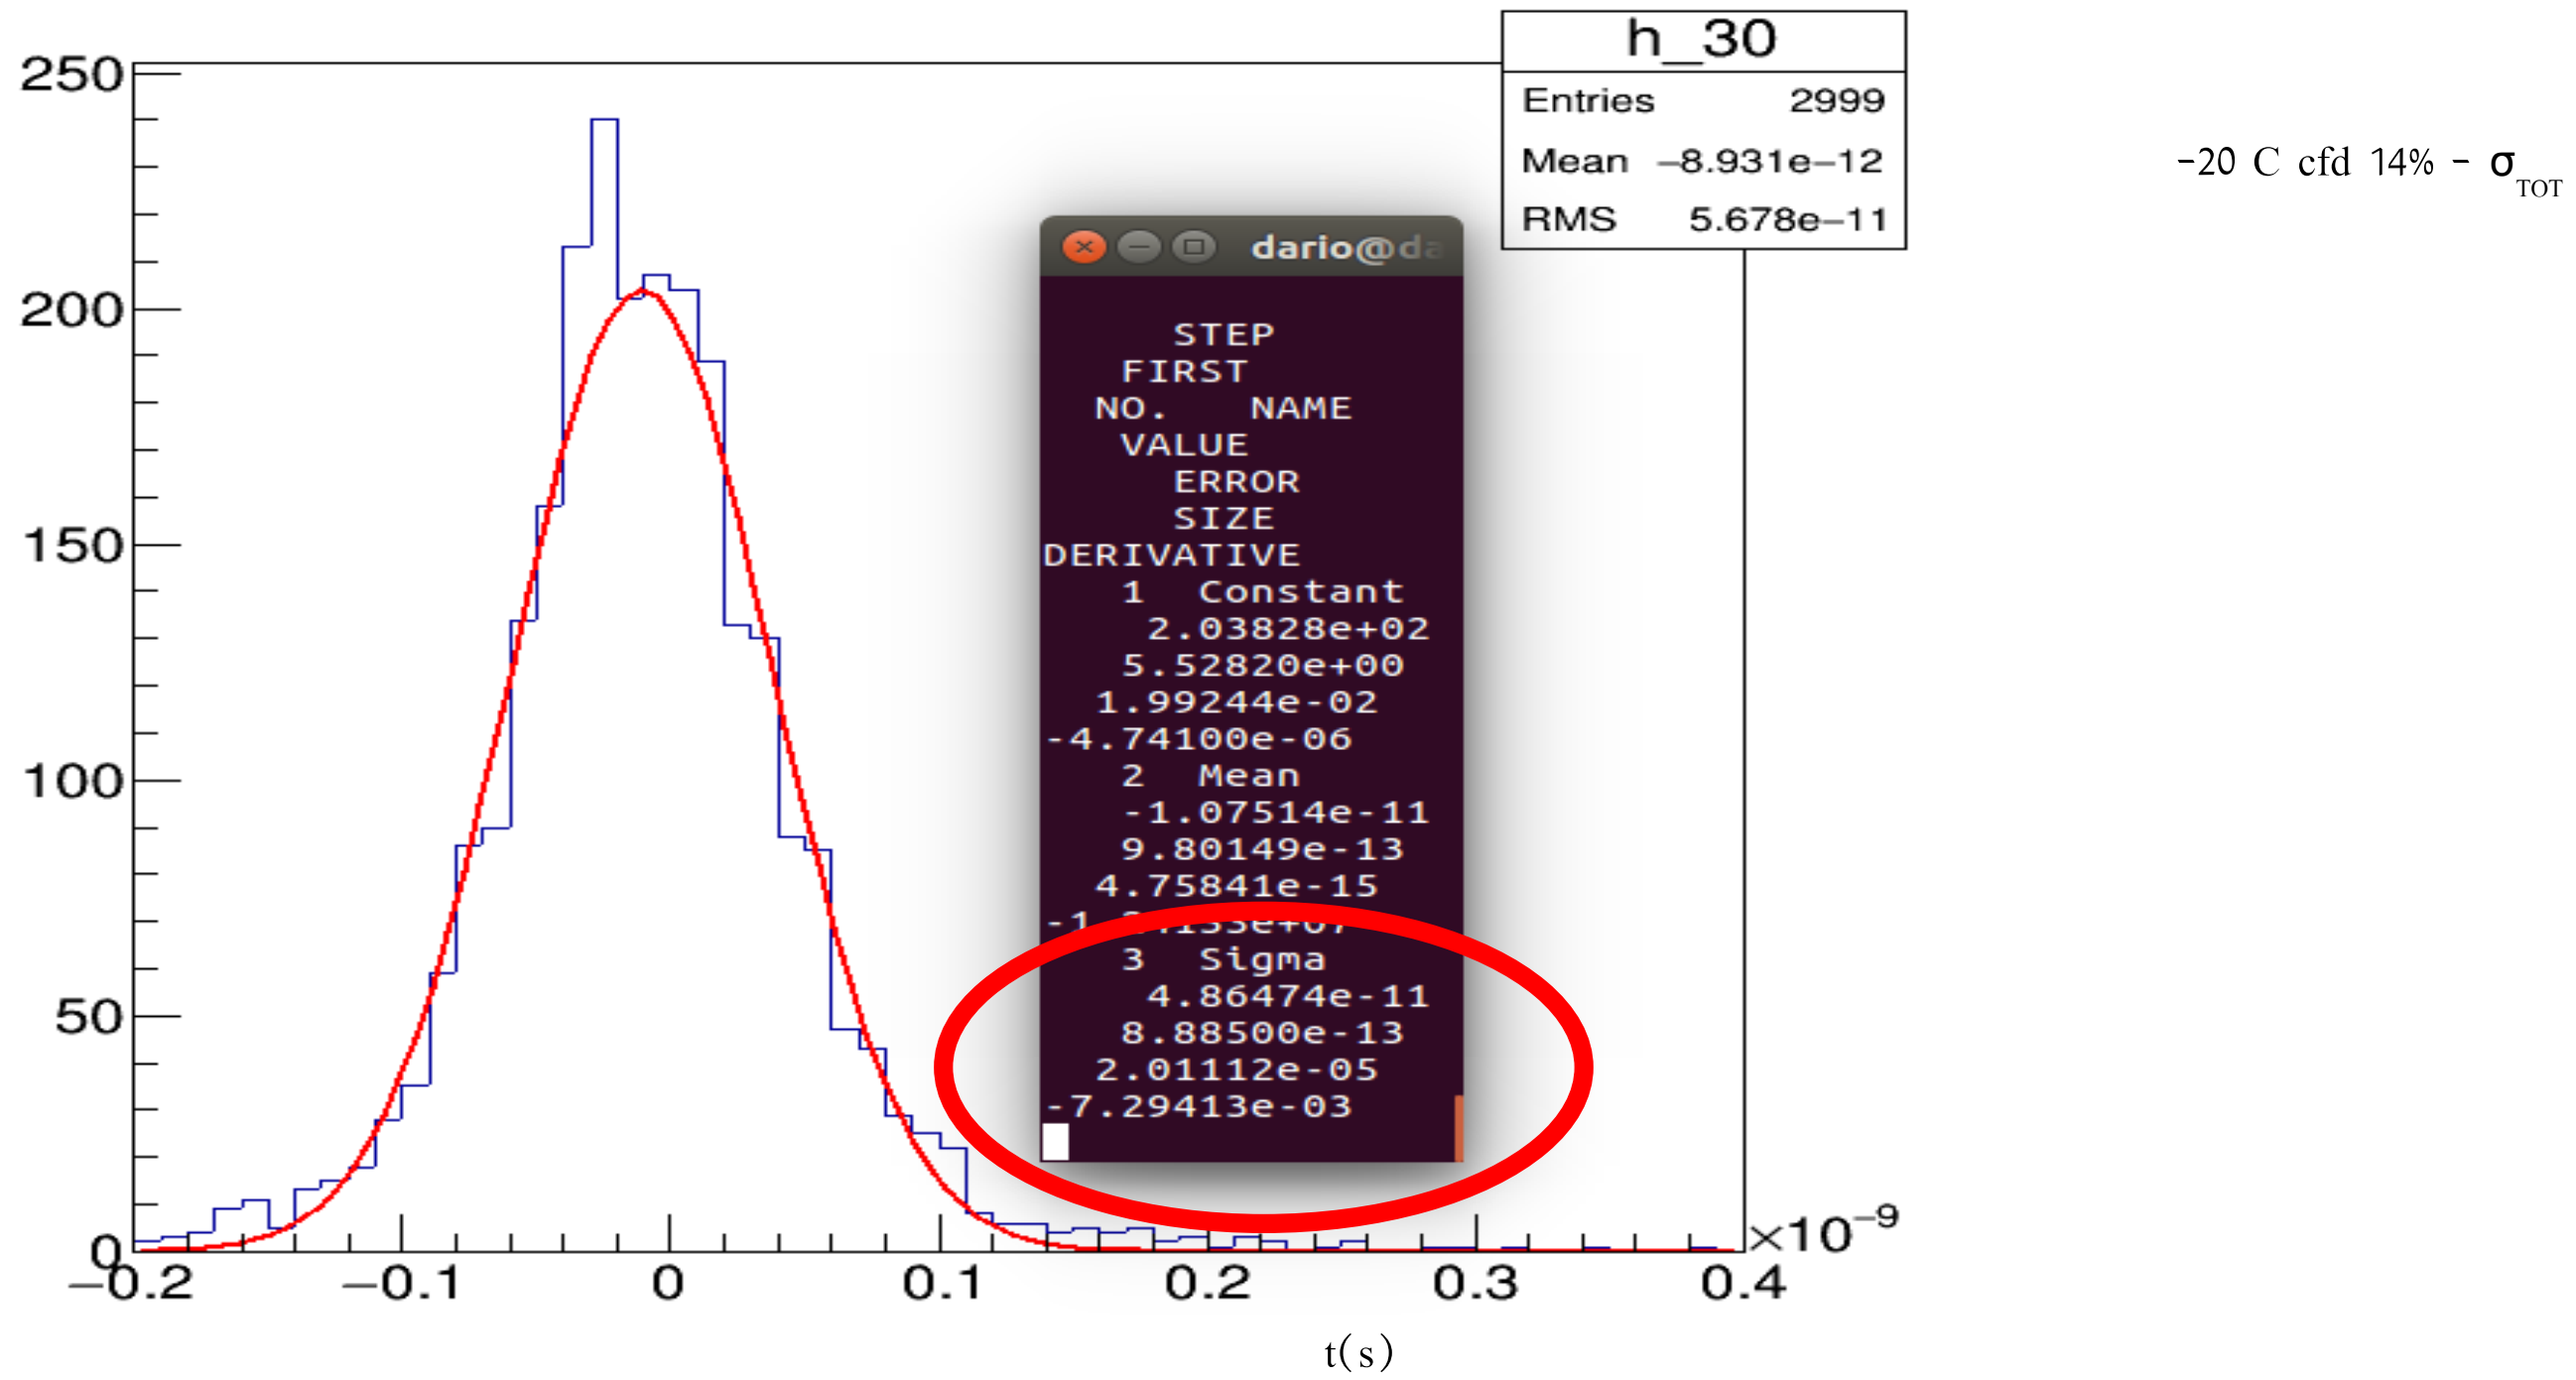 h_30
Entries 2999
Mean −8.931e−12
RMS 5.678e−11
-20 C cfd 14% - σTOT
250
200
150
100
50
0
dario@da
STEP
FIRST
NO. NAME
VALUE
ERROR
SIZE
DERIVATIVE
1 Constant
2.03828e+02
5.52820e+00
1.99244e-02
-4.74100e-06
2 Mean
-1.07514e-11
9.80149e-13
4.75841e-15
3 Sigma
4.86474e-11
8.88500e-13
2.01112e-05
-7.29413e-03
×10−9
−0.2 −0.1 0 0.1 0.2 0.3 0.4
t(s)